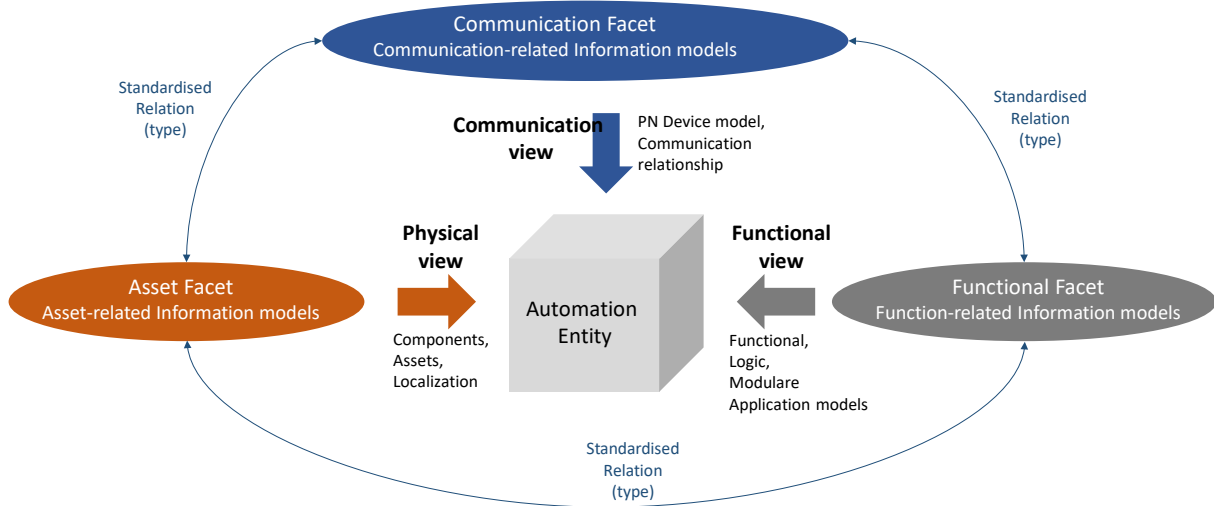 Communication Facet
Communication-related Information models
Standardised
Relation
(type)
Standardised
Relation
(type)
Communication
view
PN Device model,
Communication
relationship
Physical
view
Functional
view
Asset Facet
Asset-related Information models
Automation
Entity
Functional Facet
Function-related Information models
Components,
Assets,
Localization
Functional,
Logic,
Modulare
Application models
Standardised
Relation
(type)